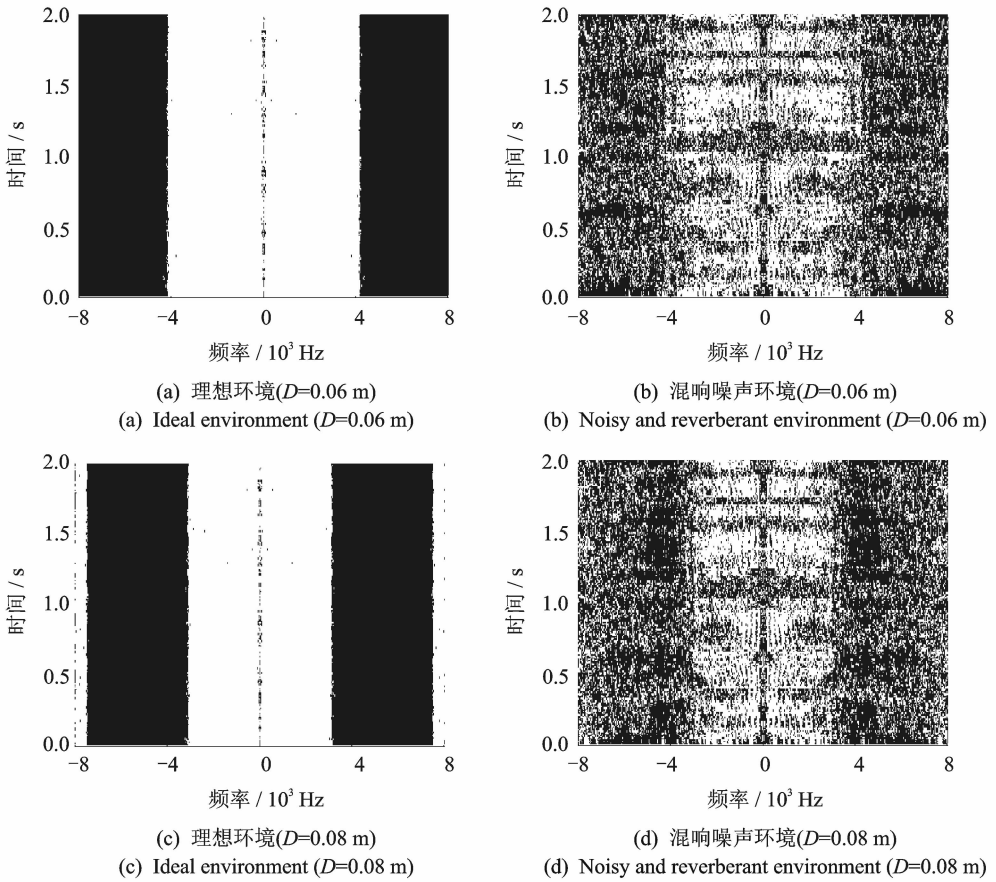 2.0
1.5
1.0
0.5
0.0
时间 / s
−8
−4
0
4
8
频率 / 10³ Hz
(a) 理想环境(D=0.06 m)
(a) Ideal environment (D=0.06 m)
2.0
1.5
1.0
0.5
0.0
时间 / s
−8
−4
0
4
8
频率 / 10³ Hz
(b) 混响噪声环境(D=0.06 m)
(b) Noisy and reverberant environment (D=0.06 m)
2.0
1.5
1.0
0.5
0.0
时间 / s
−8
−4
0
4
8
频率 / 10³ Hz
(c) 理想环境(D=0.08 m)
(c) Ideal environment (D=0.08 m)
2.0
1.5
1.0
0.5
0.0
时间 / s
−8
−4
0
4
8
频率 / 10³ Hz
(d) 混响噪声环境(D=0.08 m)
(d) Noisy and reverberant environment (D=0.08 m)